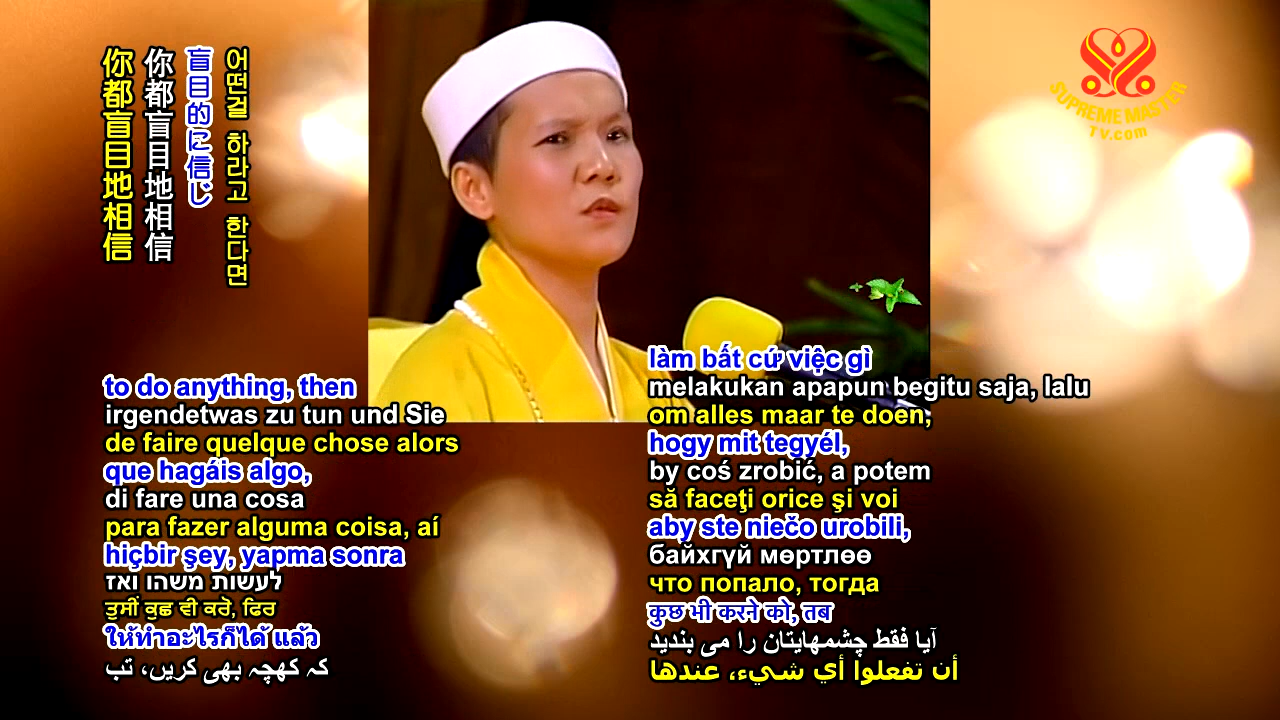 어떤걸 하라고 한다면
盲目的に信じ
你都盲目地相信
你都盲目地相信
SUPREME MASTER
TV.com
to do anything, then
irgendetwas zu tun und Sie
de faire quelque chose alors
que hagáis algo,
di fare una cosa
para fazer alguma coisa, aí
hiçbir şey, yapma sonra
לעשות משהו ואז
ਤੁਸੀਂ ਕੁਛ ਵੀ ਕਰੋ, ਫਿਰ
ให้ทำอะไรก็ได้ แล้ว
کہ کھچہ بھی کریں، تب
làm bất cứ việc gì
melakukan apapun begitu saja, lalu
om alles maar te doen;
hogy mit tegyél,
by coś zrobić, a potem
să faceţi orice şi voi
aby ste niečo urobili,
байхгүй мөртлөө
что попало, тогда
कुछ भी करने को, तब
آیا فقط چشمهایتان را می بندید
أن تفعلوا أي شيء، عندها